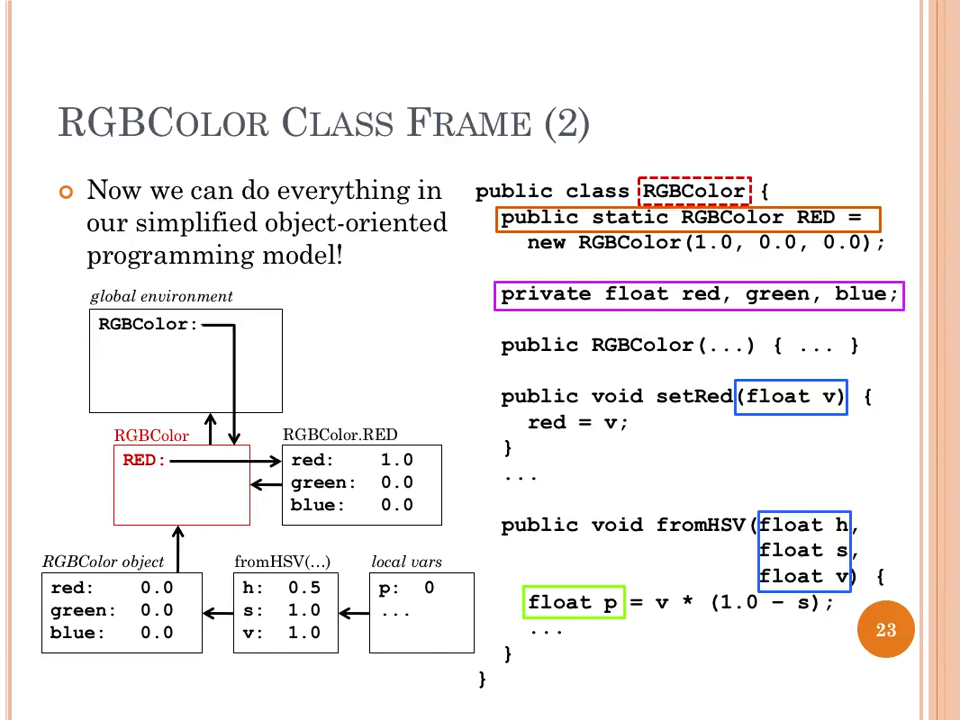 RGBCOLOR CLASS FRAME (2)
Now we can do everything in
our simplified object-oriented
programming model!
global environment
RGBColor:
RGBColor
RED:
RGBColor.RED
red: 1.0
green: 0.0
blue: 0.0
RGBColor object
red: 0.0
green: 0.0
blue: 0.0
fromHSV(…)
h: 0.5
s: 1.0
v: 1.0
local vars
p: 0
...
public class RGBColor {
public static RGBColor RED =
new RGBColor(1.0, 0.0, 0.0);
private float red, green, blue;
public RGBColor(...) { ... }
public void setRed(float v) {
red = v;
}
...
public void fromHSV(float h,
float s,
float v) {
float p = v * (1.0 – s);
...
}
}
23